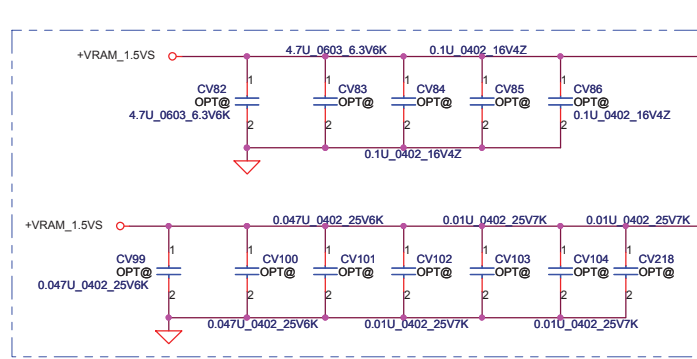 4.7U_0603_6.3V6K 0.1U_0402_16V4Z
+VRAM_1.5VS
1 1 1 1 1
CV82 CV83 CV84 CV85 CV86
OPT@ OPT@ OPT@ OPT@ OPT@
4.7U_0603_6.3V6K 0.1U_0402_16V4Z
2 2 2 2 2
0.1U_0402_16V4Z
0.047U_0402_25V6K 0.01U_0402_25V7K 0.01U_0402_25V7K
+VRAM_1.5VS
1 1 1 1 1 1 1
CV99 CV100 CV101 CV102 CV103 CV104 CV218
OPT@ OPT@ OPT@ OPT@ OPT@ OPT@ OPT@
0.047U_0402_25V6K
2 2 2 2 2 2 2
0.047U_0402_25V6K 0.01U_0402_25V7K 0.01U_0402_25V7K